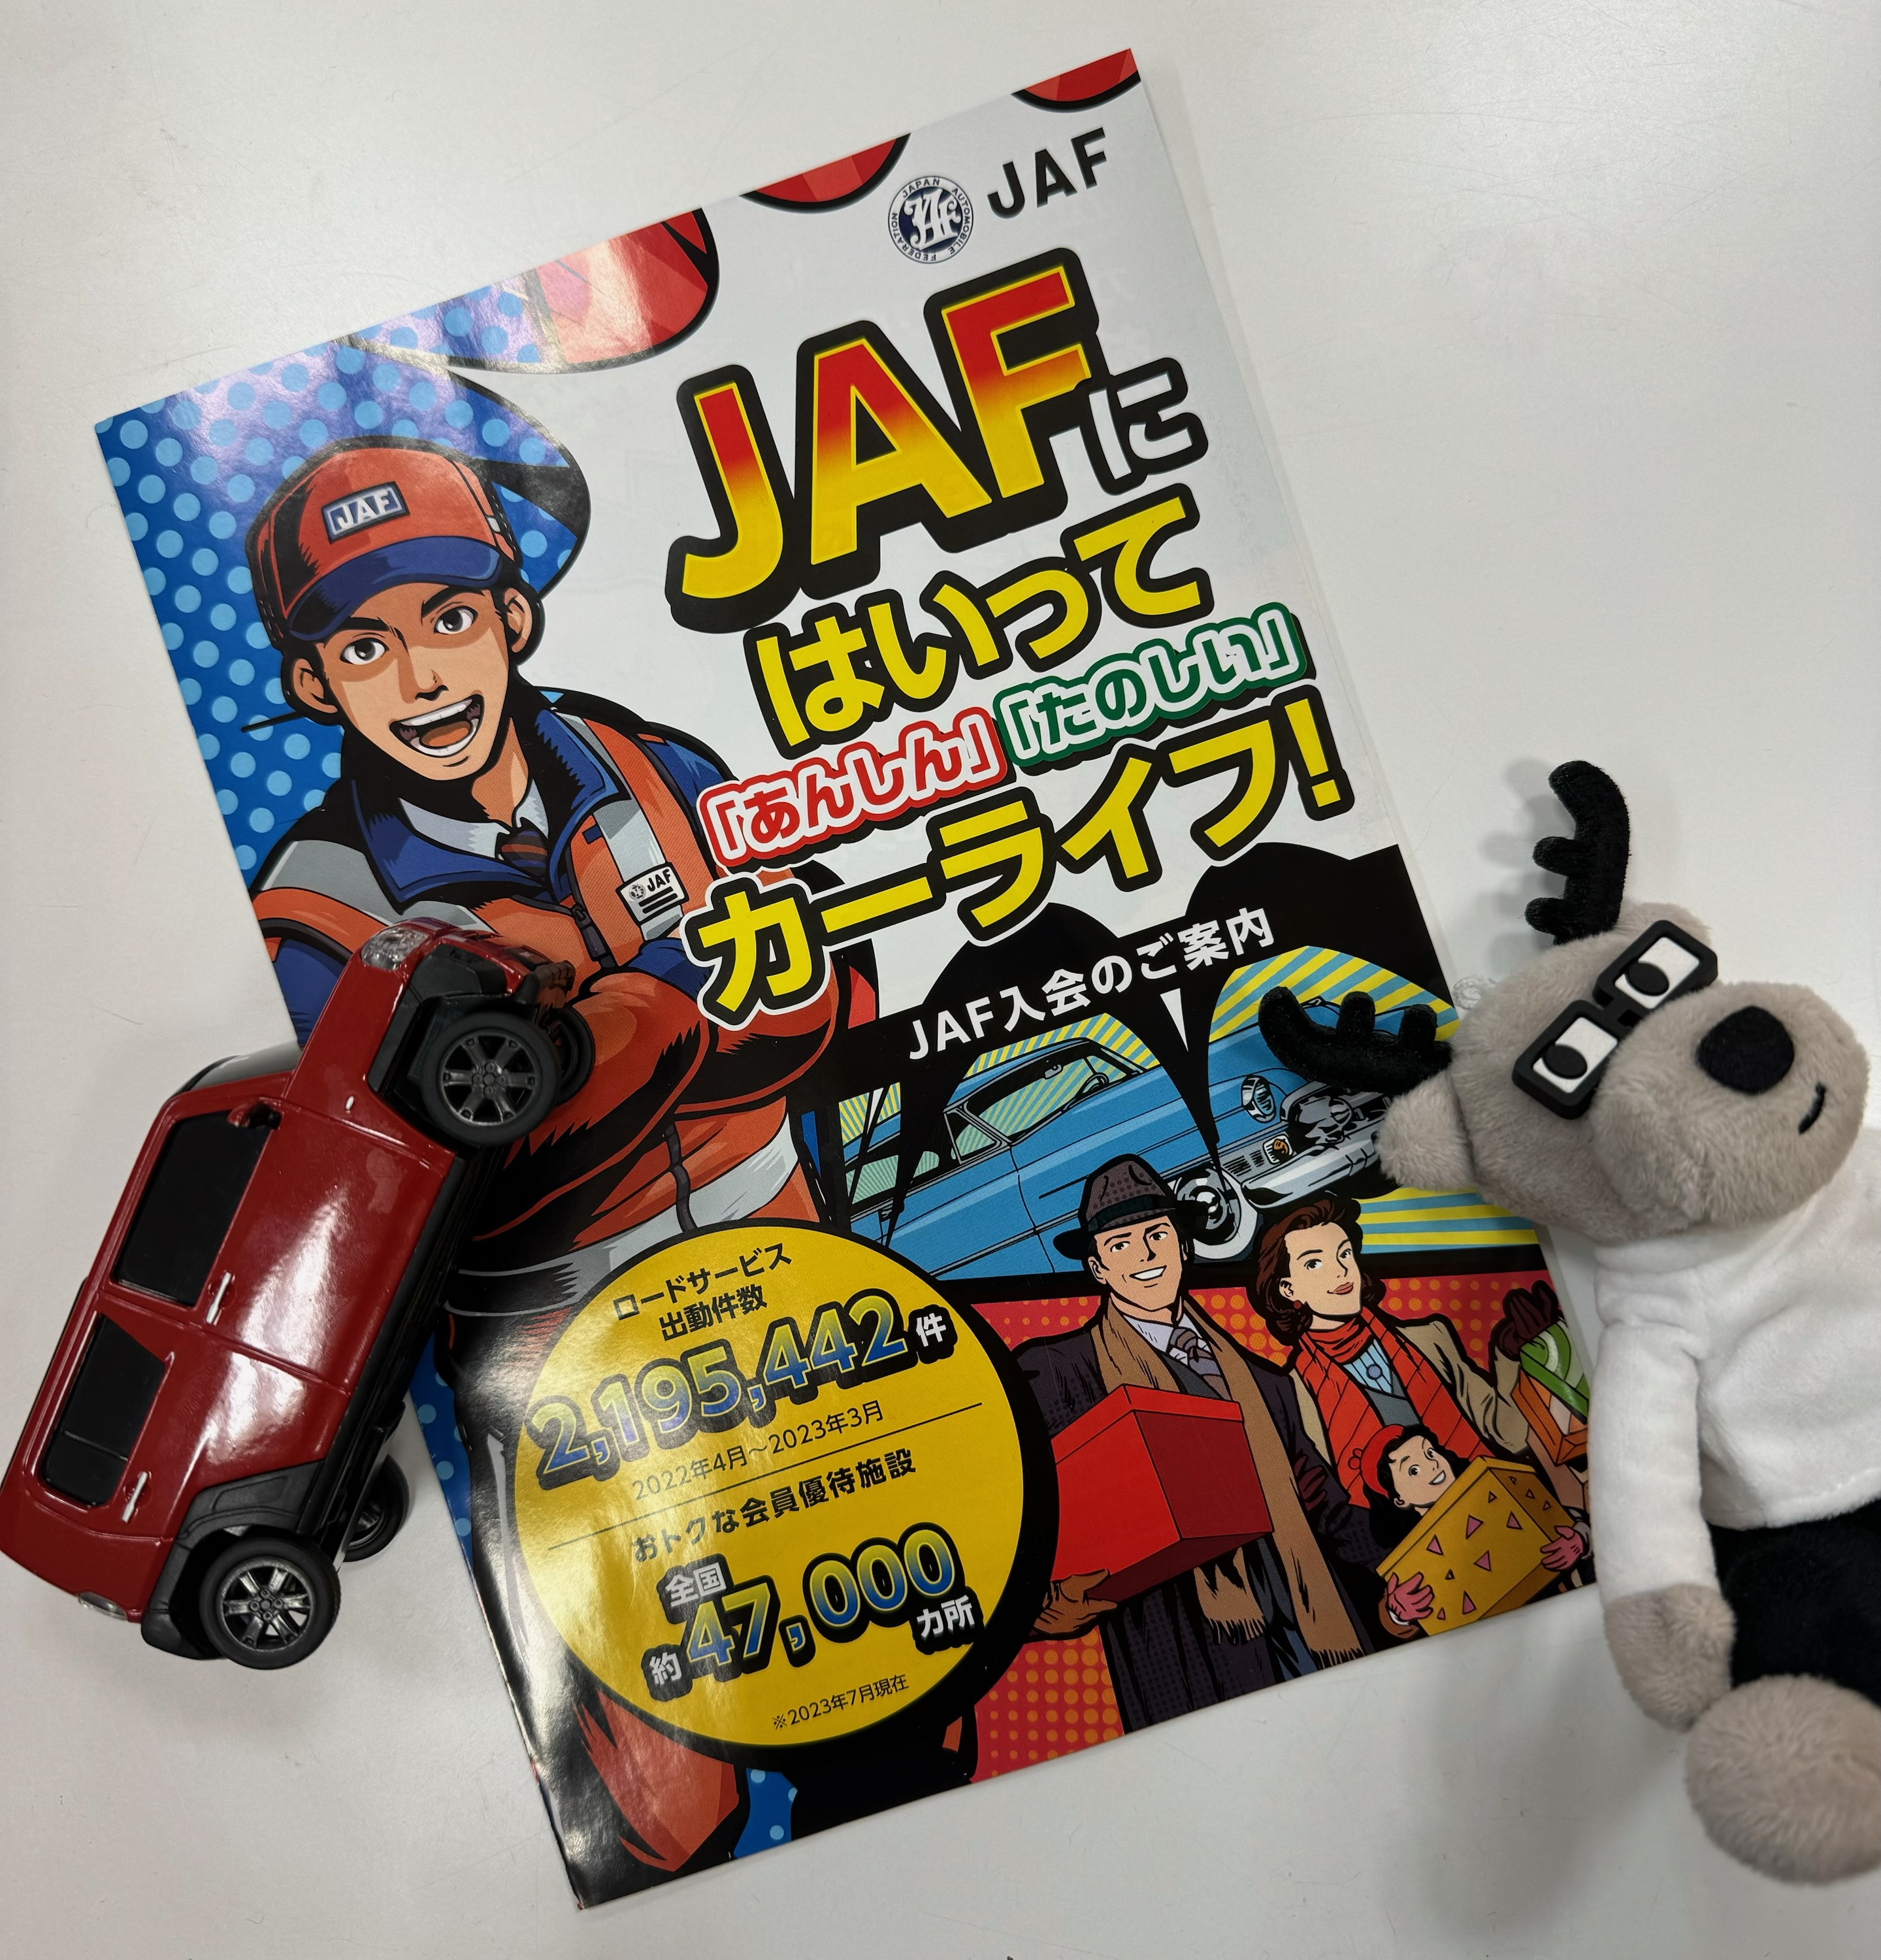 JAPAN AUTOMOBILE FEDERATION
JAF
JAFに
はいって
「あんしん」「たのしい」
カーライフ!
JAF入会のご案内
JAF
JAF
ロードサービス
出動件数
2,195,442件
2022年4月～2023年3月
おトクな会員優待施設
全国
約47,000カ所
※2023年7月現在